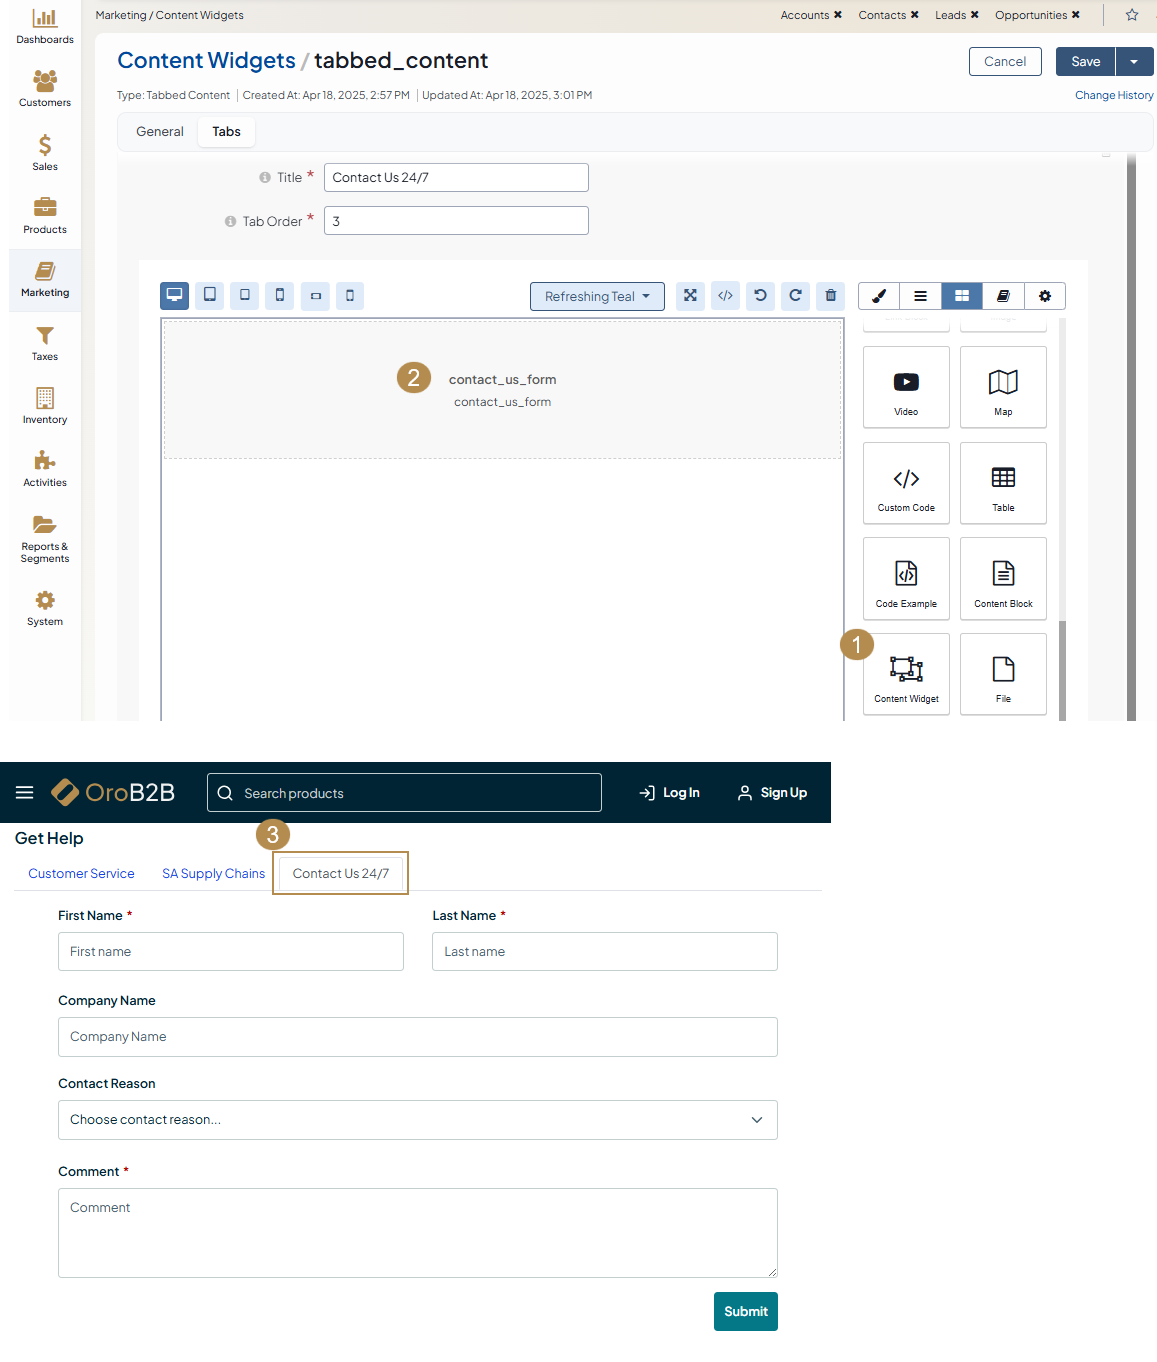 Marketing / Content Widgets
Accounts ✖ Contacts ✖ Leads ✖ Opportunities ✖
Dashboards
Customers
Sales
Products
Marketing
Taxes
Inventory
Activities
Reports &
Segments
System
Content Widgets / tabbed_content
Cancel
Save
Type: Tabbed Content | Created At: Apr 18, 2025, 2:57 PM | Updated At: Apr 18, 2025, 3:01 PM
Change History
General
Tabs
Title *
Contact Us 24/7
Tab Order *
3
Refreshing Teal
2
contact_us_form
contact_us_form
Video
Map
Custom Code
Table
Code Example
Content Block
1
Content Widget
File
OroB2B
Search products
Log In
Sign Up
Get Help
3
Customer Service
SA Supply Chains
Contact Us 24/7
First Name *
Last Name *
First name
Last name
Company Name
Company Name
Contact Reason
Choose contact reason...
Comment *
Comment
Submit